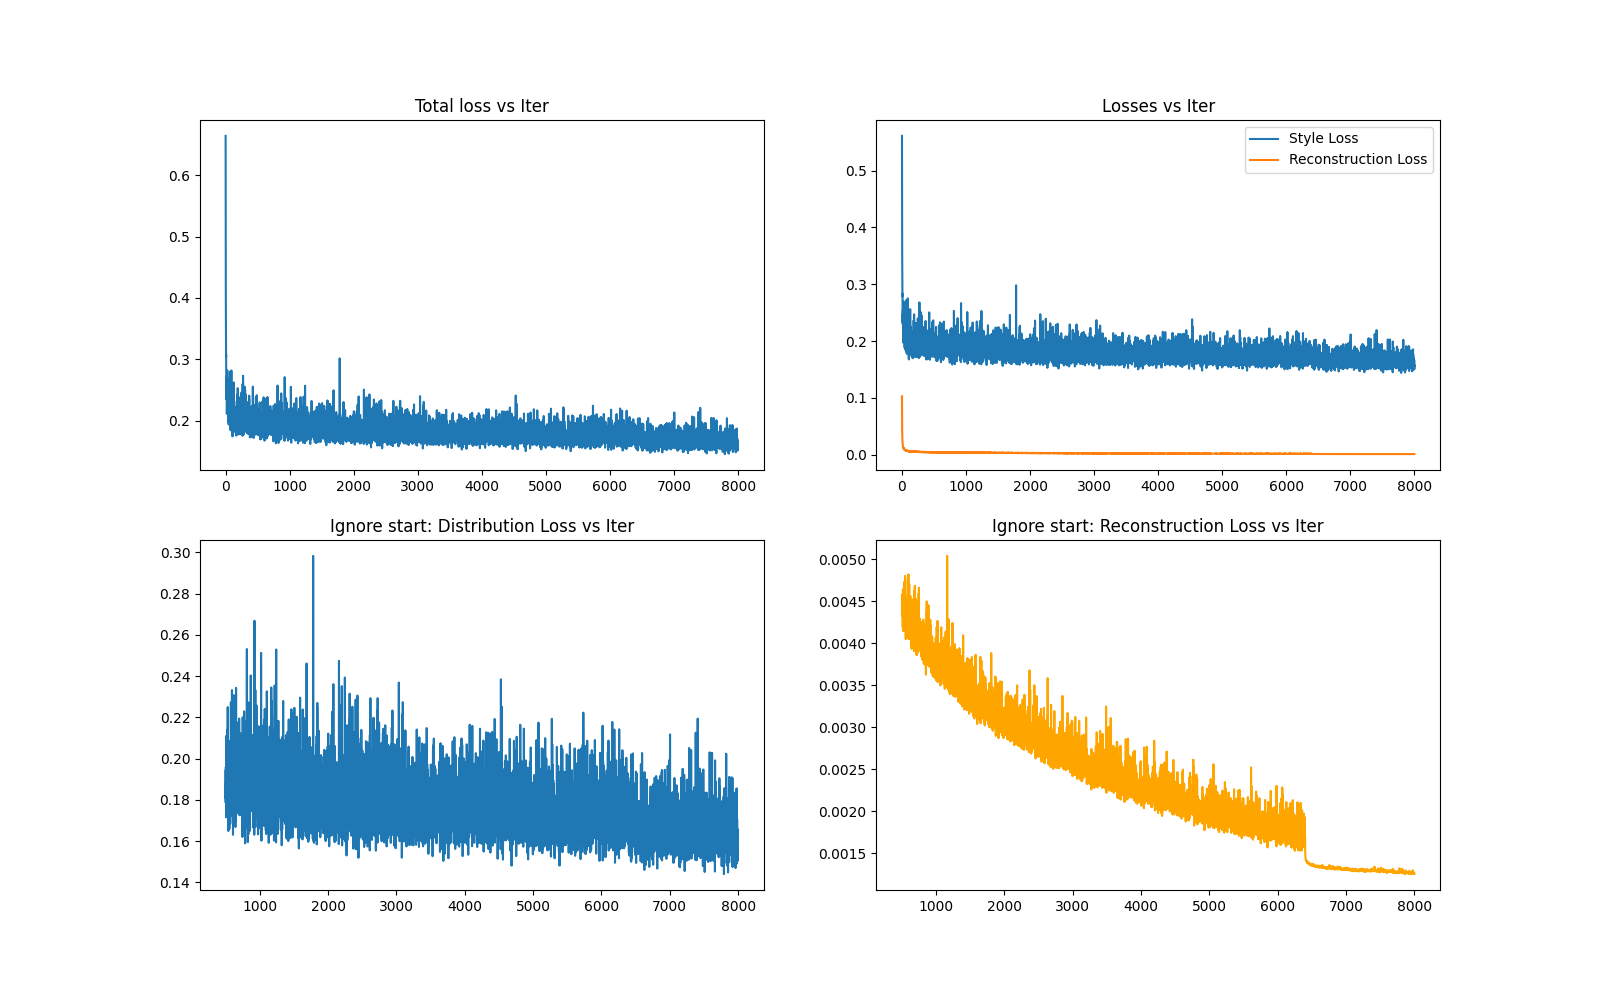 Total loss vs Iter
0.6
0.5
0.4
0.3
0.2
0 1000 2000 3000 4000 5000 6000 7000 8000
Losses vs Iter
Style Loss
Reconstruction Loss
0.5
0.4
0.3
0.2
0.1
0.0
0 1000 2000 3000 4000 5000 6000 7000 8000
Ignore start: Distribution Loss vs Iter
0.30
0.28
0.26
0.24
0.22
0.20
0.18
0.16
0.14
1000 2000 3000 4000 5000 6000 7000 8000
Ignore start: Reconstruction Loss vs Iter
0.0050
0.0045
0.0040
0.0035
0.0030
0.0025
0.0020
0.0015
1000 2000 3000 4000 5000 6000 7000 8000